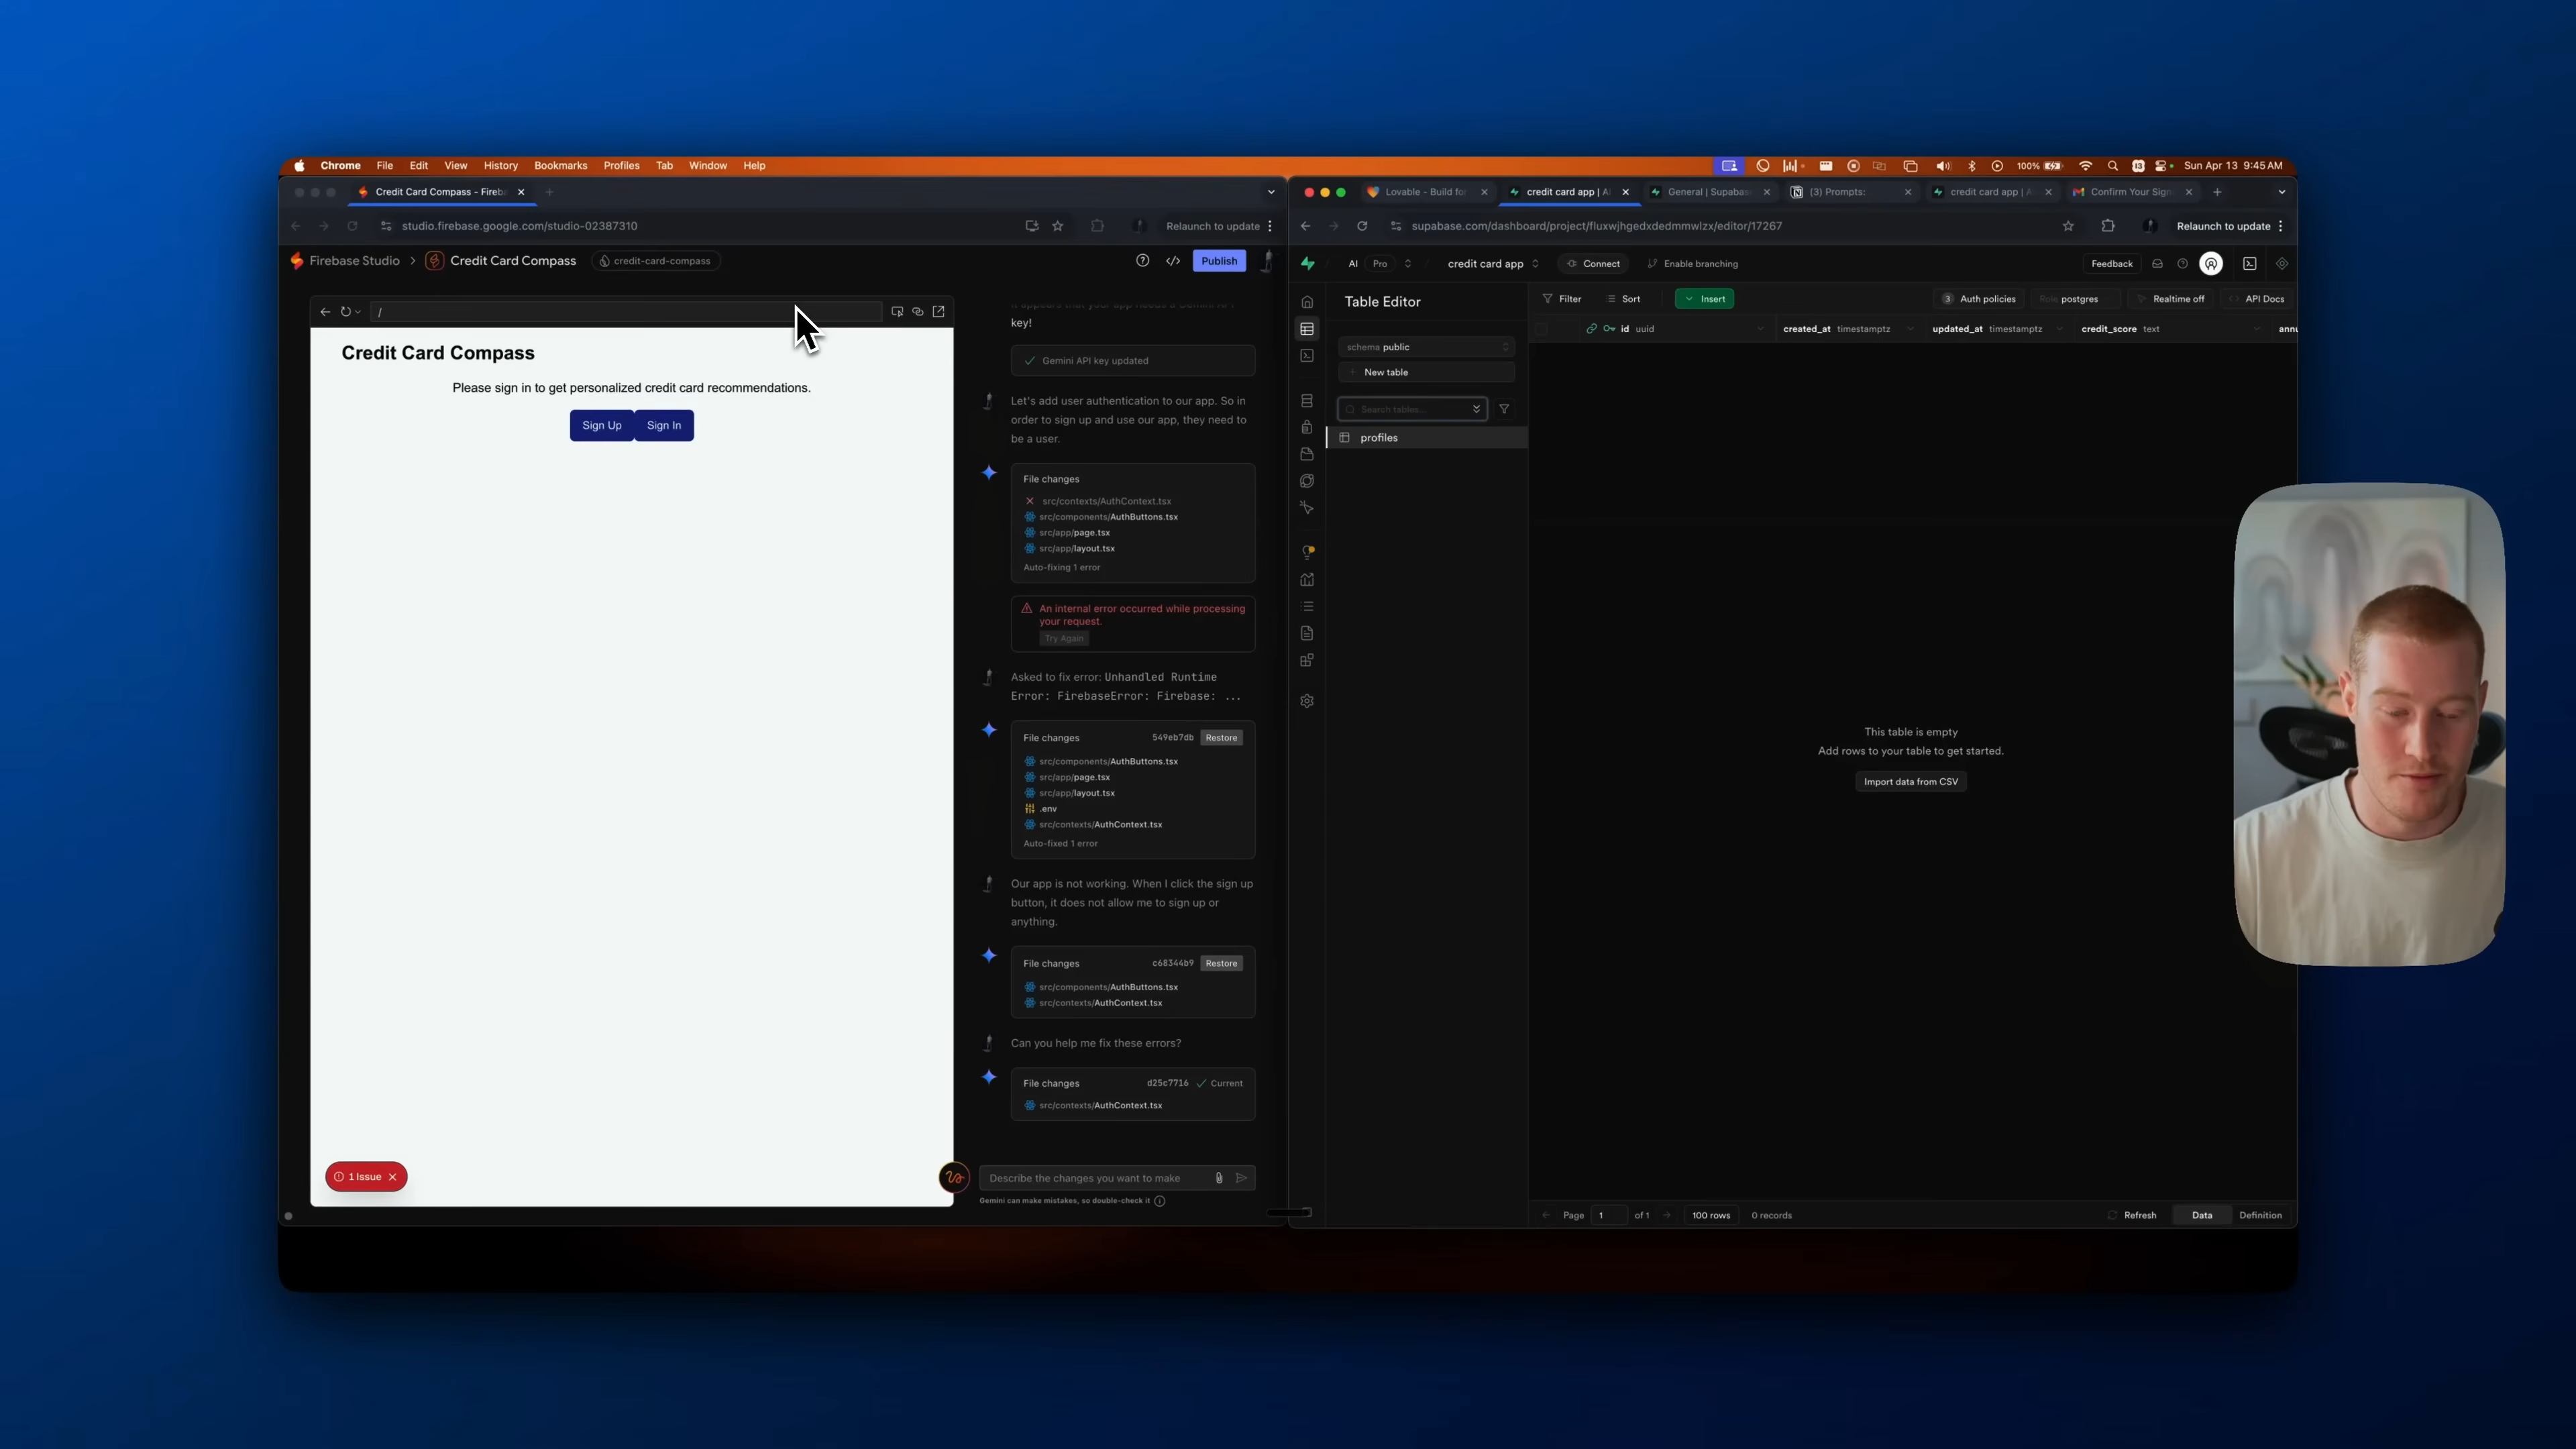 Chrome File Edit View History Bookmarks Profiles Tab Window Help
100% Sun Apr 13 9:45 AM
Credit Card Compass - Fireb
studio.firebase.google.com/studio-02387310
Relaunch to update
Firebase Studio > Credit Card Compass
credit-card-compass
Publish
/
Credit Card Compass
Please sign in to get personalized credit card recommendations.
Sign Up
Sign In
1 Issue
key!
Gemini API key updated
Let's add user authentication to our app. So in
order to sign up and use our app, they need to
be a user.
File changes
src/contexts/AuthContext.tsx
src/components/AuthButtons.tsx
src/app/page.tsx
src/app/layout.tsx
Auto-fixing 1 error
An internal error occurred while processing
your request.
Try Again
Asked to fix error: Unhandled Runtime
Error: FirebaseError: Firebase: ...
File changes 549eb7db Restore
src/components/AuthButtons.tsx
src/app/page.tsx
src/app/layout.tsx
.env
src/contexts/AuthContext.tsx
Auto-fixed 1 error
Our app is not working. When I click the sign up
button, it does not allow me to sign up or
anything.
File changes c68344b9 Restore
src/components/AuthButtons.tsx
src/contexts/AuthContext.tsx
Can you help me fix these errors?
File changes d25c7716 Current
src/contexts/AuthContext.tsx
Describe the changes you want to make
Gemini can make mistakes, so double-check it
Lovable - Build for
credit card app | A
General | Supabas
(3) Prompts:
credit card app | A
Confirm Your Sign
supabase.com/dashboard/project/fluxwjhgedxdedmmwlzx/editor/17267
Relaunch to update
AI Pro credit card app Connect Enable branching
Feedback
Table Editor
schema public
New table
Search tables...
profiles
Filter Sort Insert
3 Auth policies
Role postgres
Realtime off
API Docs
id uuid
created_at timestamptz
updated_at timestamptz
credit_score text
annu
This table is empty
Add rows to your table to get started.
Import data from CSV
Page 1 of 1 100 rows 0 records
Refresh Data Definition